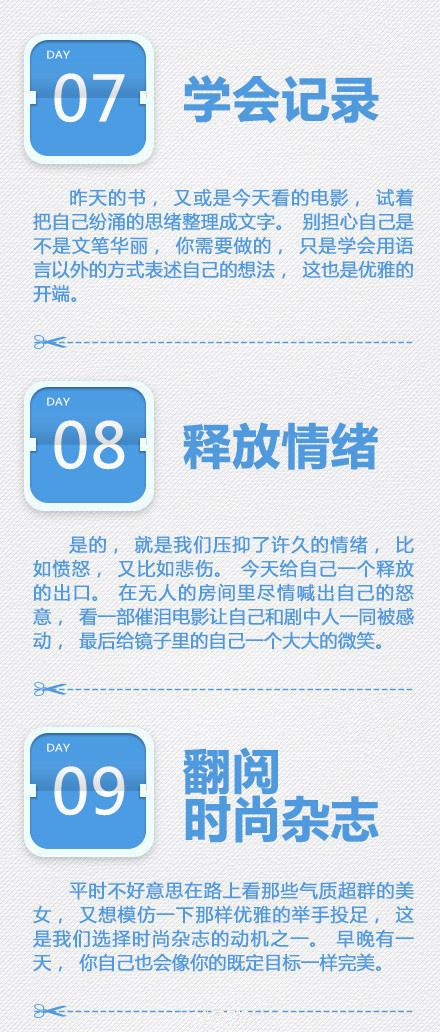 DAY
07
学会记录
昨天的书，又或是今天看的电影，试着
把自己纷涌的思绪整理成文字。别担心自己是
不是文笔华丽，你需要做的，只是学会用语
言以外的方式表述自己的想法，这也是优雅的
开端。
DAY
08
释放情绪
是的，就是我们压抑了许久的情绪，比
如愤怒，又比如悲伤。今天给自己一个释放
的出口。在无人的房间里尽情喊出自己的怒
意，看一部催泪电影让自己和剧中人一同被感
动，最后给镜子里的自己一个大大的微笑。
DAY
09
翻阅
时尚杂志
平时不好意思在路上看那些气质超群的美
女，又想模仿一下那样优雅的举手投足，这
是我们选择时尚杂志的动机之一。早晚有一
天，你自己也会像你的既定目标一样完美。